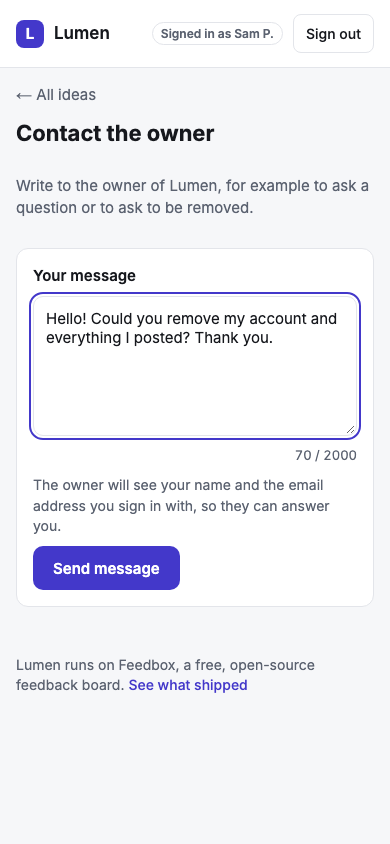 L Lumen Signed in as Sam P. Sign out
← All ideas
Contact the owner
Write to the owner of Lumen, for example to ask a
question or to ask to be removed.
Your message
Hello! Could you remove my account and
everything I posted? Thank you.
70 / 2000
The owner will see your name and the email
address you sign in with, so they can answer
you.
Send message
Lumen runs on Feedbox, a free, open-source
feedback board. See what shipped